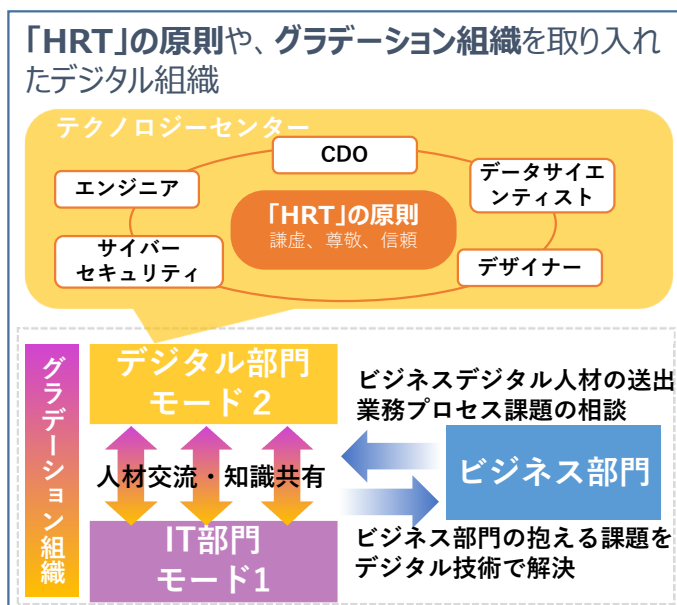 「HRT」の原則や、グラデーション組織を取り入れ
たデジタル組織
テクノロジーセンター
CDO
エンジニア
データサイエ
ンティスト
「HRT」の原則
謙虚、尊敬、信頼
サイバー
セキュリティ
デザイナー
グラデーション組織
デジタル部門
モード２
人材交流・知識共有
IT部門
モード1
ビジネスデジタル人材の送出
業務プロセス課題の相談
ビジネス部門
ビジネス部門の抱える課題を
デジタル技術で解決